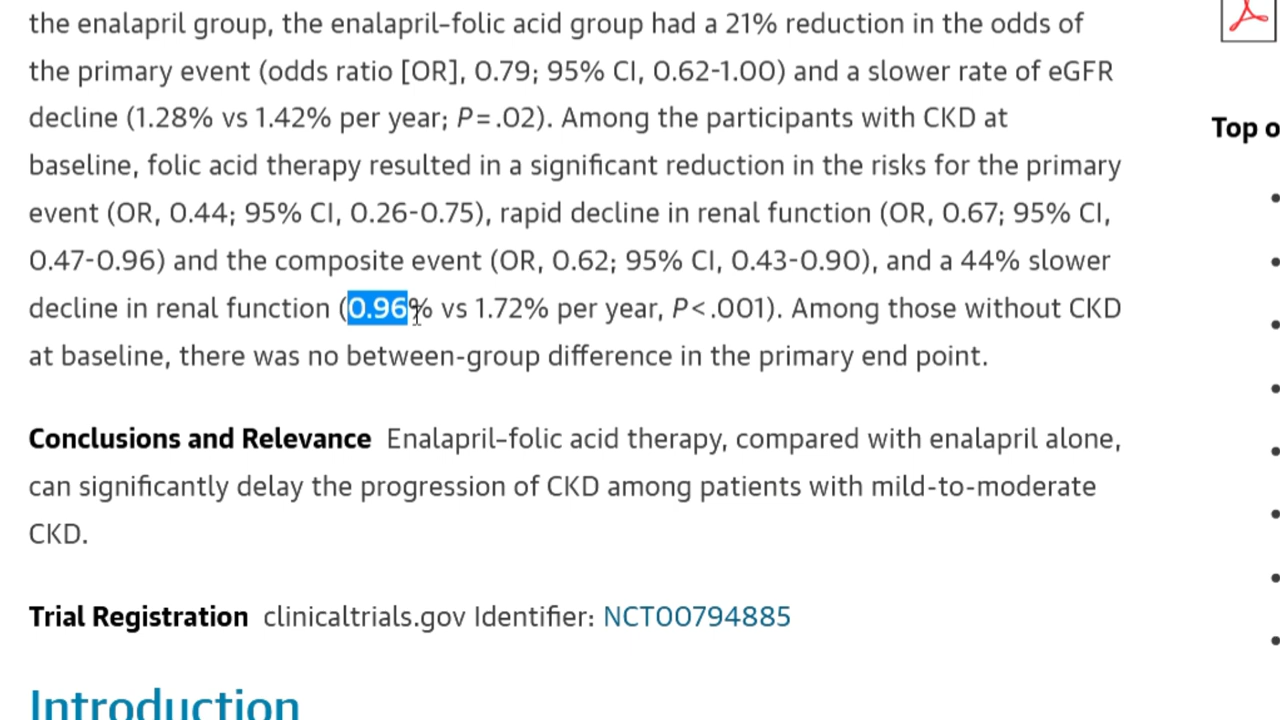 the enalapril group, the enalapril-folic acid group had a 21% reduction in the odds of
the primary event (odds ratio [OR], 0.79; 95% CI, 0.62-1.00) and a slower rate of eGFR
decline (1.28% vs 1.42% per year; P = .02). Among the participants with CKD at
baseline, folic acid therapy resulted in a significant reduction in the risks for the primary
event (OR, 0.44; 95% CI, 0.26-0.75), rapid decline in renal function (OR, 0.67; 95% CI,
0.47-0.96) and the composite event (OR, 0.62; 95% CI, 0.43-0.90), and a 44% slower
decline in renal function (0.96% vs 1.72% per year, P < .001). Among those without CKD
at baseline, there was no between-group difference in the primary end point.
Conclusions and Relevance Enalapril-folic acid therapy, compared with enalapril alone,
can significantly delay the progression of CKD among patients with mild-to-moderate
CKD.
Trial Registration clinicaltrials.gov Identifier: NCT00794885
Introduction
Top o